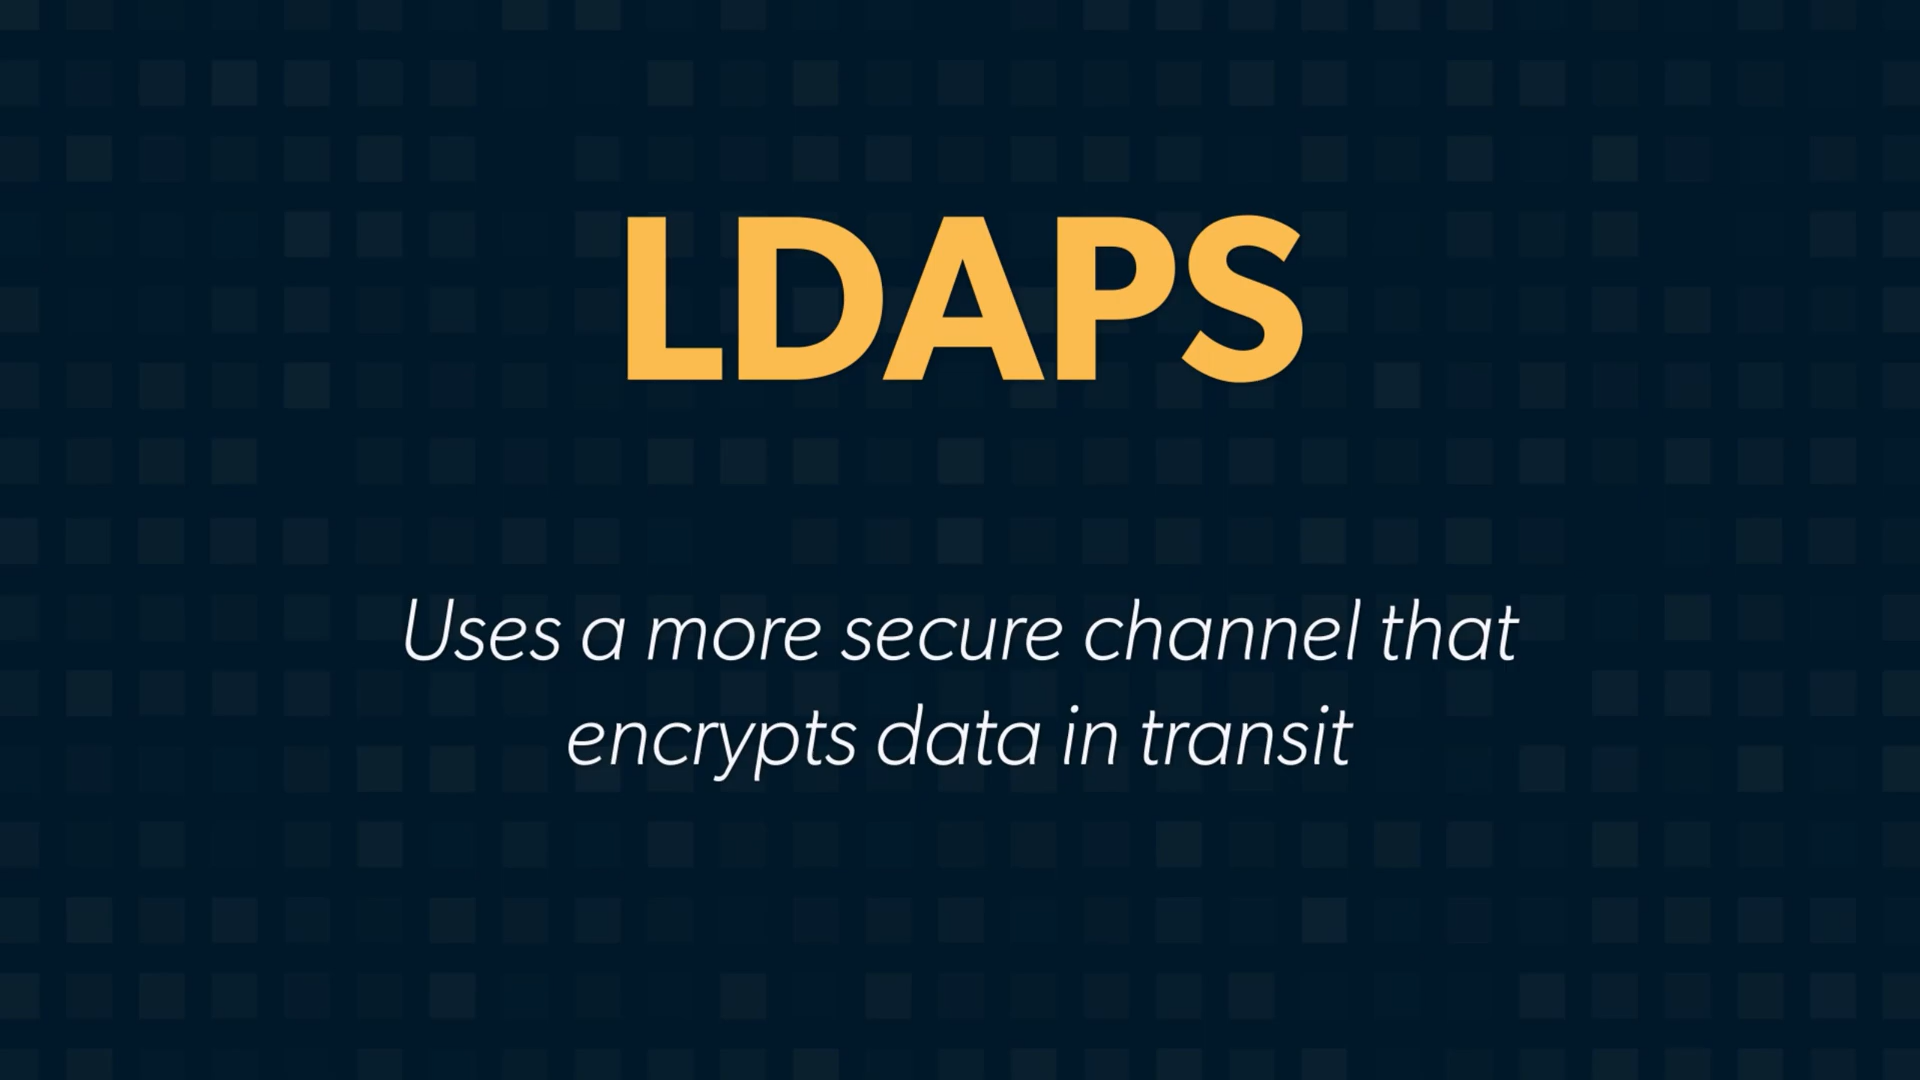 LDAPS
Uses a more secure channel that
encrypts data in transit